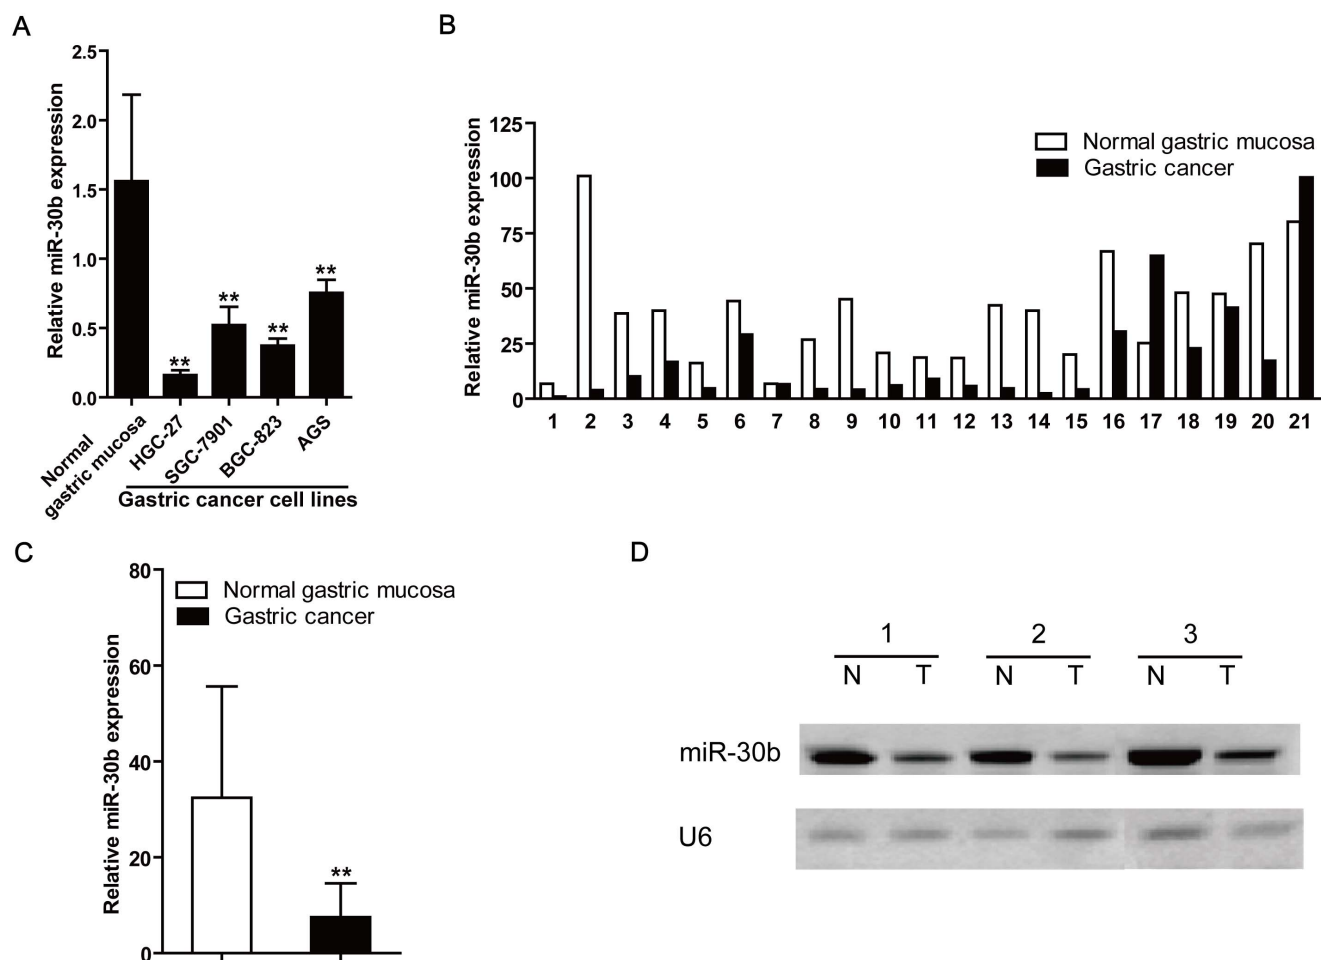 A
Relative miR-30b expression
2.5
2.0
1.5
1.0
0.5
0.0
**
**
**
**
Normal
gastric mucosa
HGC-27
SGC-7901
BGC-823
AGS
Gastric cancer cell lines
B
Relative miR-30b expression
125
100
75
50
25
0
Normal gastric mucosa
Gastric cancer
1 2 3 4 5 6 7 8 9 10 11 12 13 14 15 16 17 18 19 20 21
C
Relative miR-30b expression
80
60
40
20
0
Normal gastric mucosa
Gastric cancer
**
D
1 2 3
N T N T N T
miR-30b
U6